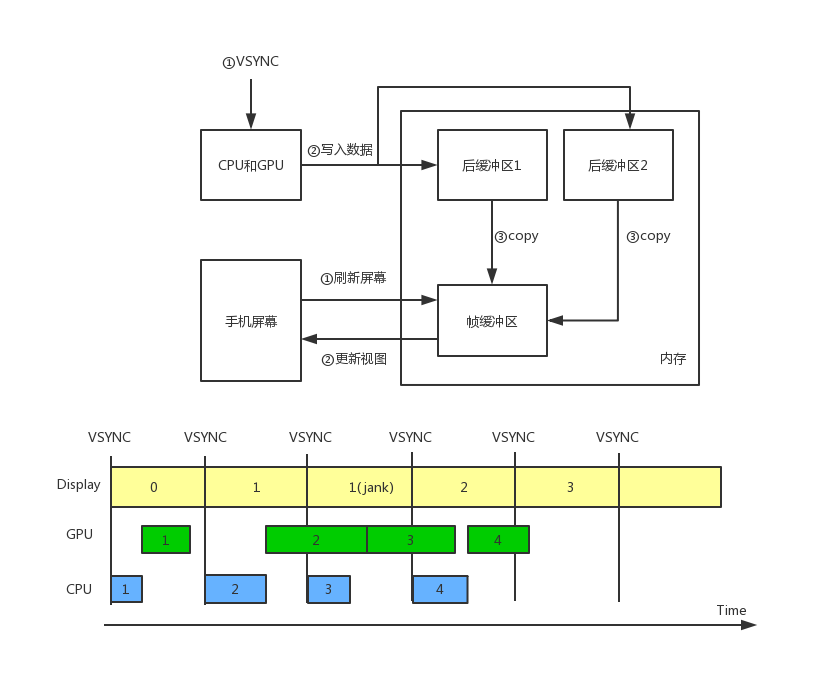 ①VSYNC
CPU和GPU
②写入数据
后缓冲区1
后缓冲区2
③copy
③copy
手机屏幕
①刷新屏幕
②更新视图
帧缓冲区
内存
VSYNC VSYNC VSYNC VSYNC VSYNC VSYNC
Display 0 1 1(jank) 2 3
GPU 1 2 3 4
CPU 1 2 3 4
Time